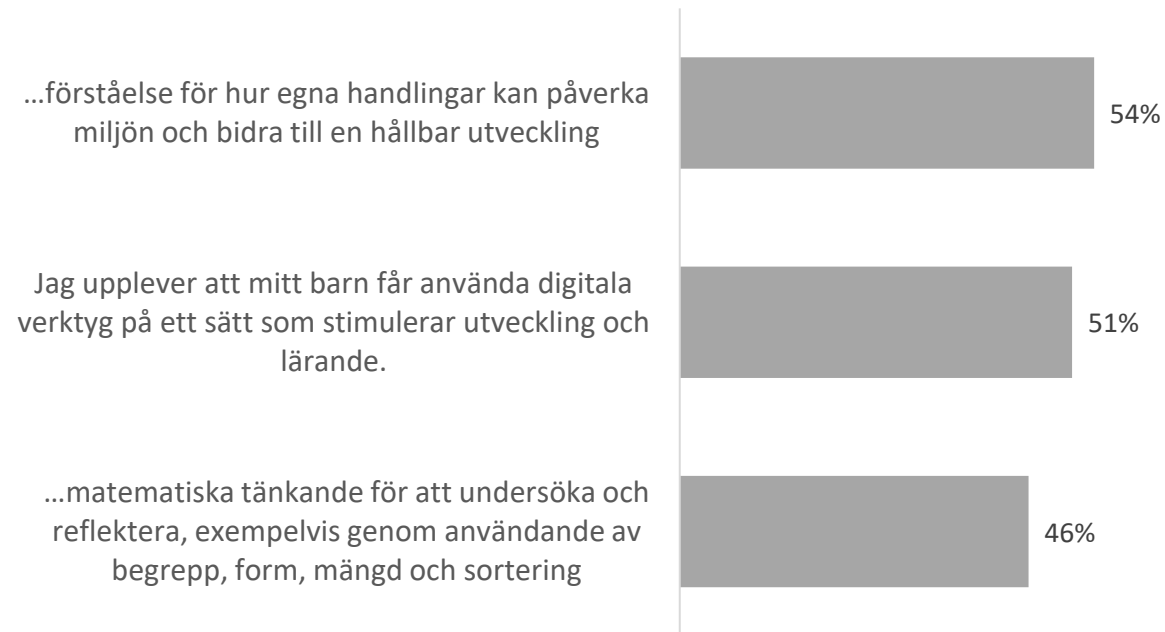 ...förståelse för hur egna handlingar kan påverka
miljön och bidra till en hållbar utveckling
54%
Jag upplever att mitt barn får använda digitala
verktyg på ett sätt som stimulerar utveckling och
lärande.
51%
...matematiska tänkande för att undersöka och
reflektera, exempelvis genom användande av
begrepp, form, mängd och sortering
46%